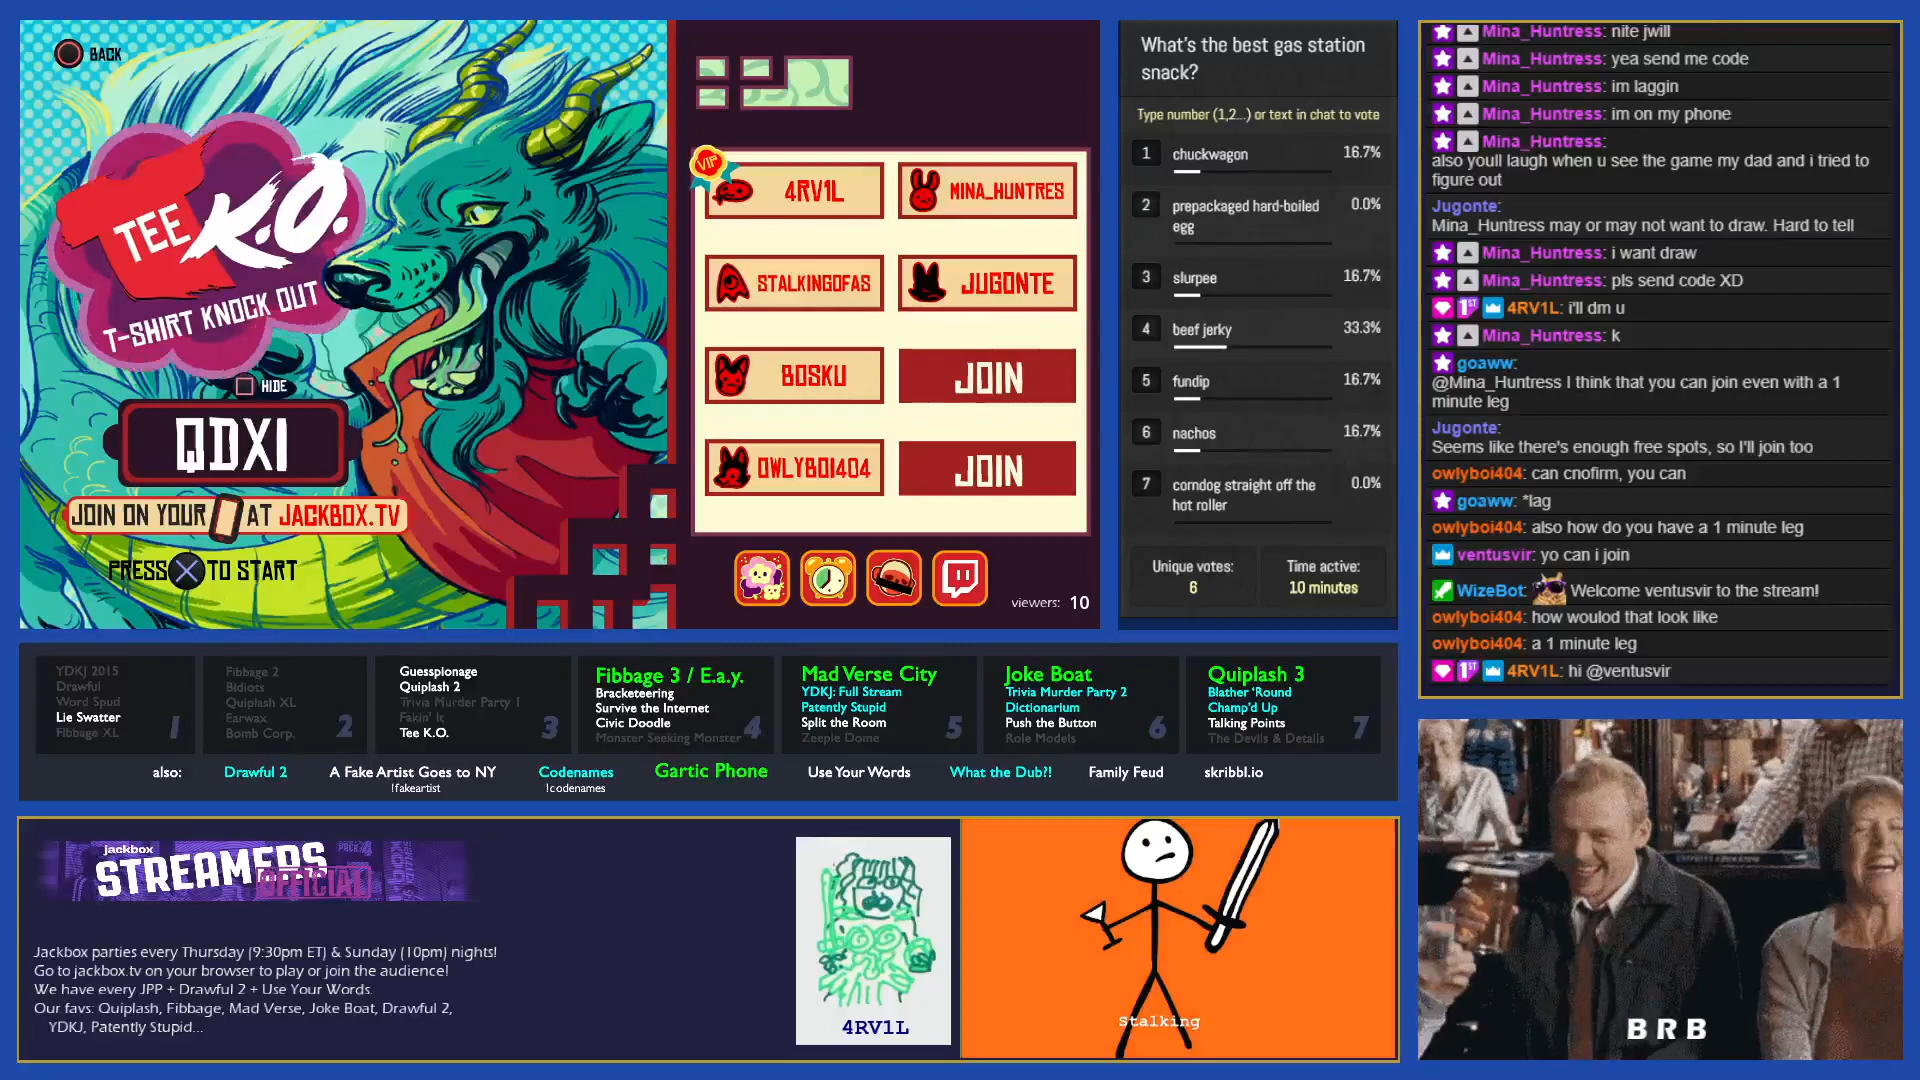 BACK
TEE K.O.
T-SHIRT KNOCK OUT
HIDE
QDXI
JOIN ON YOUR AT JACKBOX.TV
PRESS TO START
VIP
4RV1L
MINA_HUNTRES
STALKINGOFAS
JUGONTE
BOSKU
JOIN
OWLYBOI404
JOIN
viewers: 10
What's the best gas station
snack?
Type number (1,2...) or text in chat to vote
1 chuckwagon 16.7%
2 prepackaged hard-boiled 0.0%
egg
3 slurpee 16.7%
4 beef jerky 33.3%
5 fundip 16.7%
6 nachos 16.7%
7 corndog straight off the 0.0%
hot roller
Unique votes: Time active:
6 10 minutes
Mina_Huntress: nite jwill
Mina_Huntress: yea send me code
Mina_Huntress: im laggin
Mina_Huntress: im on my phone
Mina_Huntress:
also youll laugh when u see the game my dad and i tried to
figure out
Jugonte:
Mina_Huntress may or may not want to draw. Hard to tell
Mina_Huntress: i want draw
Mina_Huntress: pls send code XD
1ST 4RV1L: i'll dm u
Mina_Huntress: k
goaww:
@Mina_Huntress I think that you can join even with a 1
minute leg
Jugonte:
Seems like there's enough free spots, so I'll join too
owlyboi404: can cnofirm, you can
goaww: *lag
owlyboi404: also how do you have a 1 minute leg
ventusvir: yo can i join
WizeBot: Welcome ventusvir to the stream!
owlyboi404: how woulod that look like
owlyboi404: a 1 minute leg
1ST 4RV1L: hi @ventusvir
YDKJ 2015
Drawful
Word Spud
Lie Swatter
Fibbage XL
1
Fibbage 2
Bidiots
Quiplash XL
Earwax
Bomb Corp.
2
Guesspionage
Quiplash 2
Trivia Murder Party 1
Fakin' It
Tee K.O.
3
Fibbage 3 / E.a.y.
Bracketeering
Survive the Internet
Civic Doodle
Monster Seeking Monster
4
Mad Verse City
YDKJ: Full Stream
Patently Stupid
Split the Room
Zeeple Dome
5
Joke Boat
Trivia Murder Party 2
Dictionarium
Push the Button
Role Models
6
Quiplash 3
Blather 'Round
Champ'd Up
Talking Points
The Devils & Details
7
also: Drawful 2 A Fake Artist Goes to NY Codenames Gartic Phone Use Your Words What the Dub?! Family Feud skribbl.io
!fakeartist !codenames
jackbox
STREAMERS
OFFICIAL
Jackbox parties every Thursday (9:30pm ET) & Sunday (10pm) nights!
Go to jackbox.tv on your browser to play or join the audience!
We have every JPP + Drawful 2 + Use Your Words.
Our favs: Quiplash, Fibbage, Mad Verse, Joke Boat, Drawful 2,
YDKJ, Patently Stupid...
4RV1L
Stalking
BRB